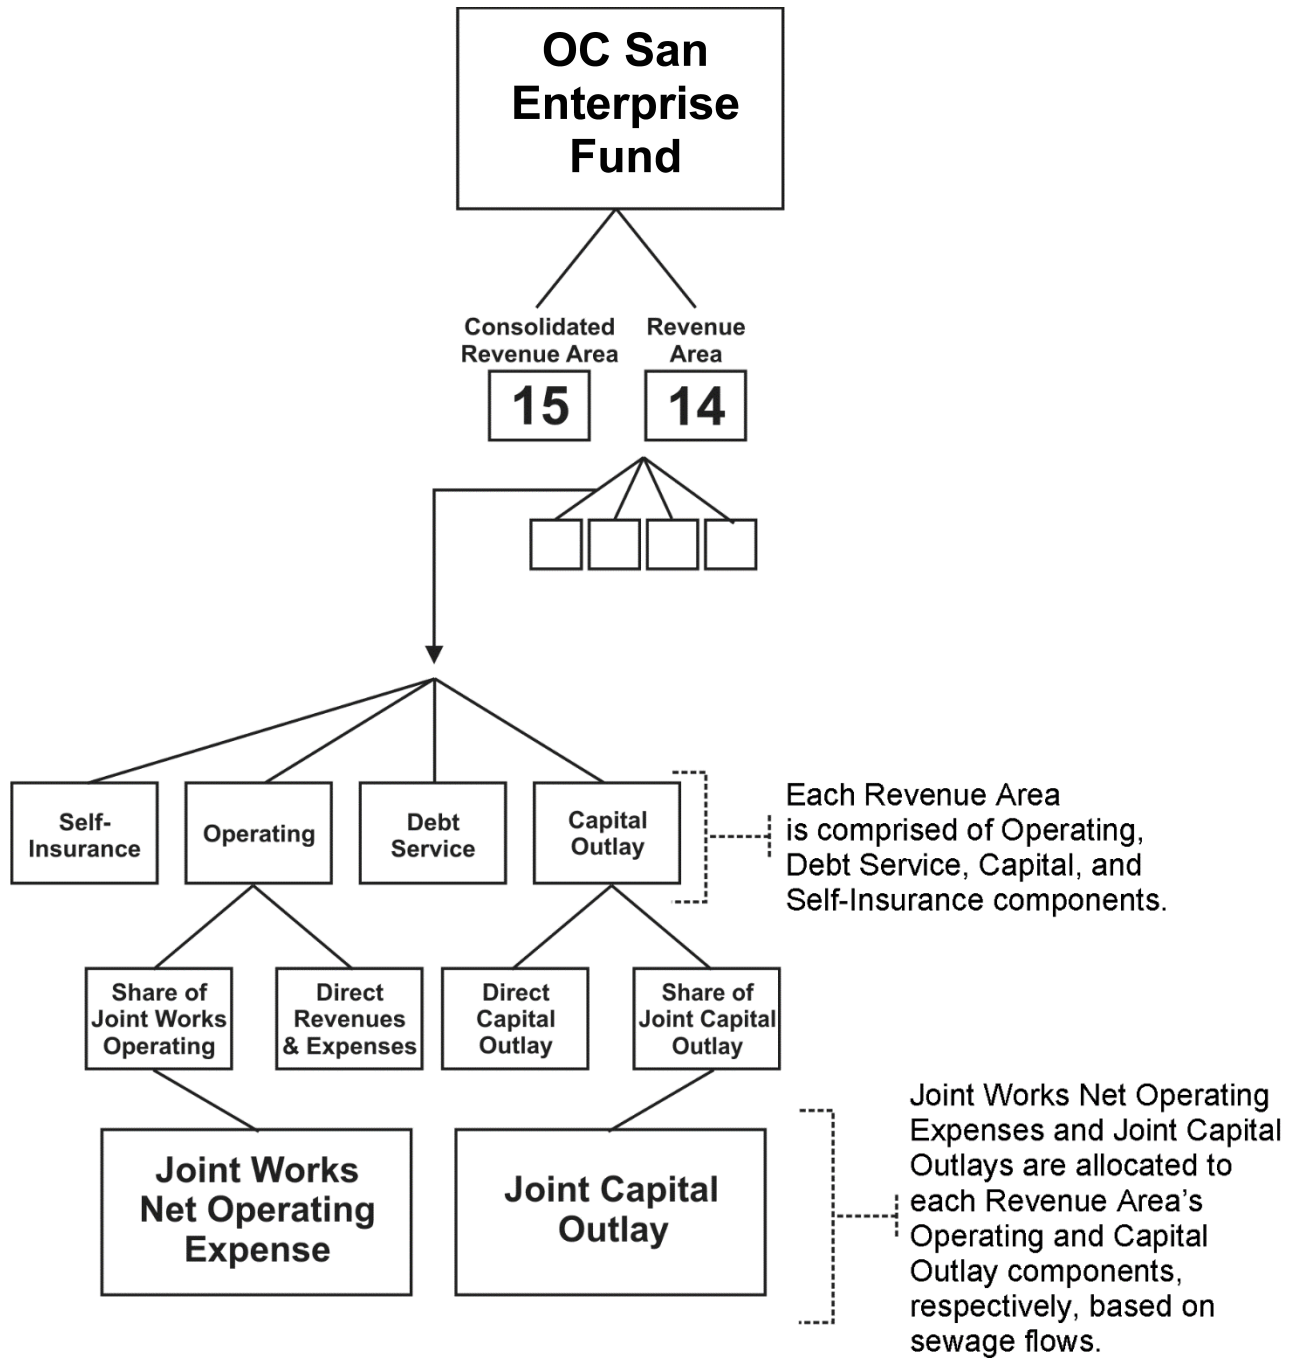 OC San
Enterprise
Fund
Consolidated
Revenue Area
Revenue
Area
15
14
Self-
Insurance
Operating
Debt
Service
Capital
Outlay
Each Revenue Area
is comprised of Operating,
Debt Service, Capital, and
Self-Insurance components.
Share of
Joint Works
Operating
Direct
Revenues
& Expenses
Direct
Capital
Outlay
Share of
Joint Capital
Outlay
Joint Works
Net Operating
Expense
Joint Capital
Outlay
Joint Works Net Operating
Expenses and Joint Capital
Outlays are allocated to
each Revenue Area’s
Operating and Capital
Outlay components,
respectively, based on
sewage flows.